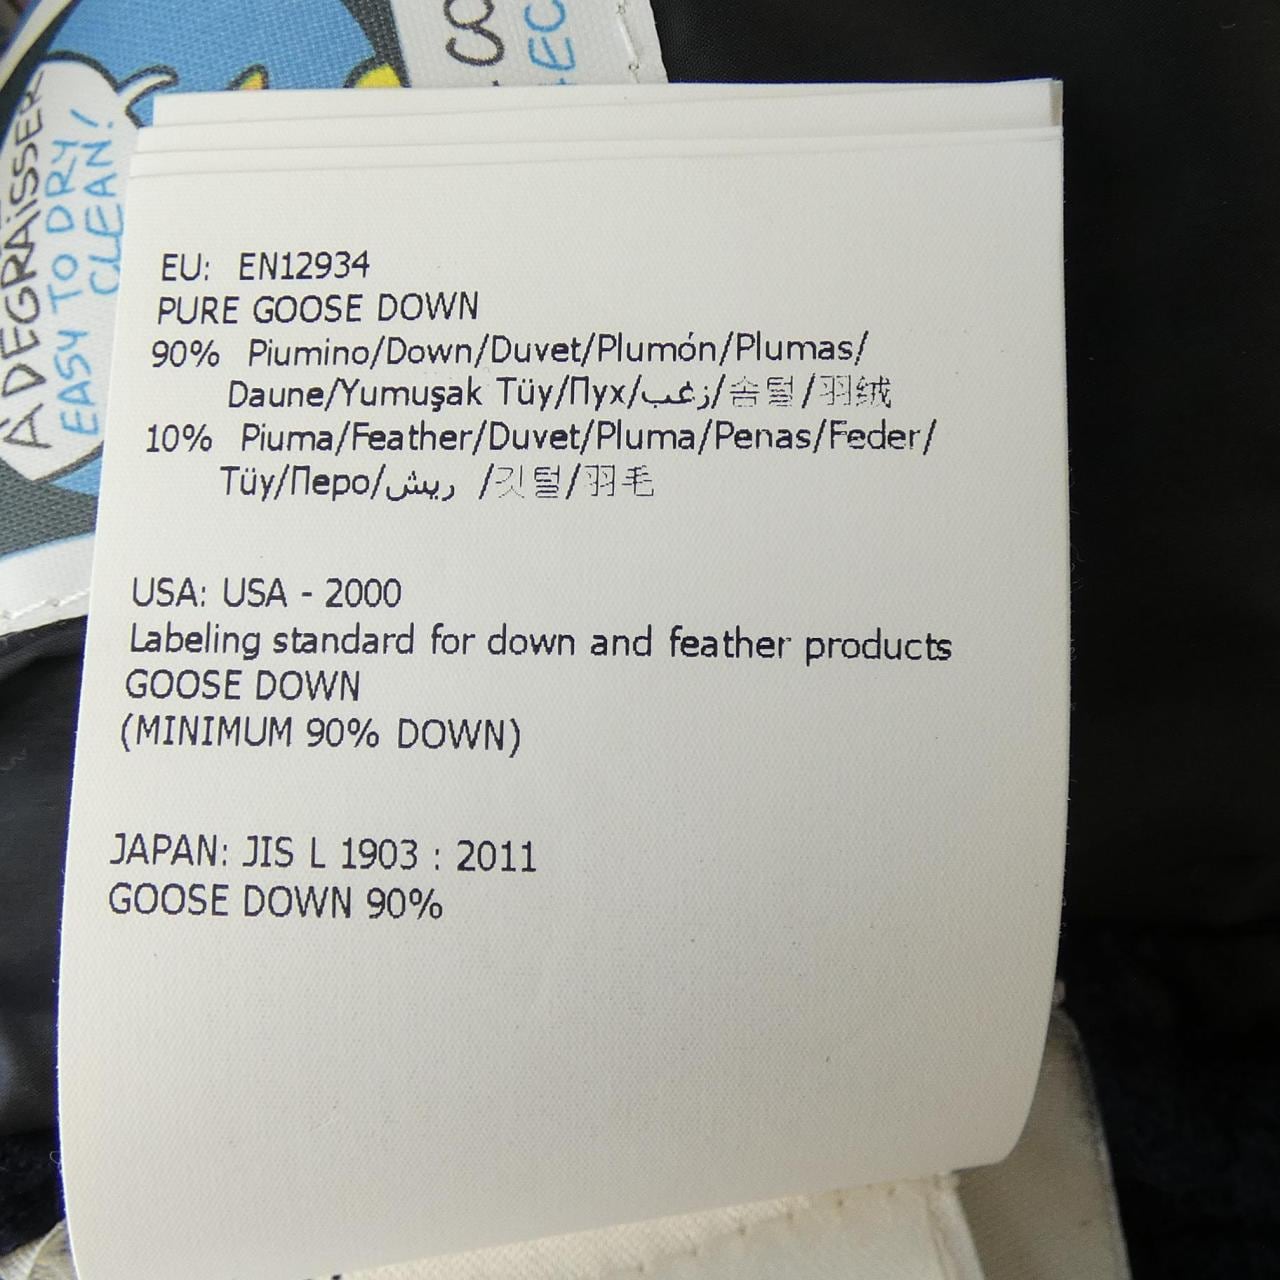 EU: EN12934
PURE GOOSE DOWN
90% Piumino/Down/Duvet/Plumón/Plumas/
Daune/Yumuşak Tüy/Пух/زغب/솜털/羽绒
10% Piuma/Feather/Duvet/Pluma/Penas/Feder/
Tüy/Перо/ريش /깃털/羽毛
USA: USA - 2000
Labeling standard for down and feather products
GOOSE DOWN
(MINIMUM 90% DOWN)
JAPAN: JIS L 1903 : 2011
GOOSE DOWN 90%
À DEGRAISSER
EASY TO DRY
CLEAN!